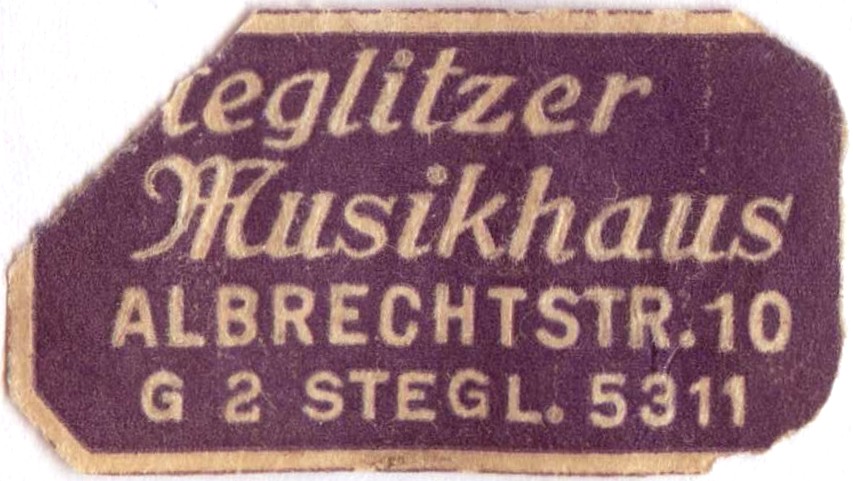 teglitzer
Musikhaus
ALBRECHTSTR. 10
G 2 STEGL. 5311